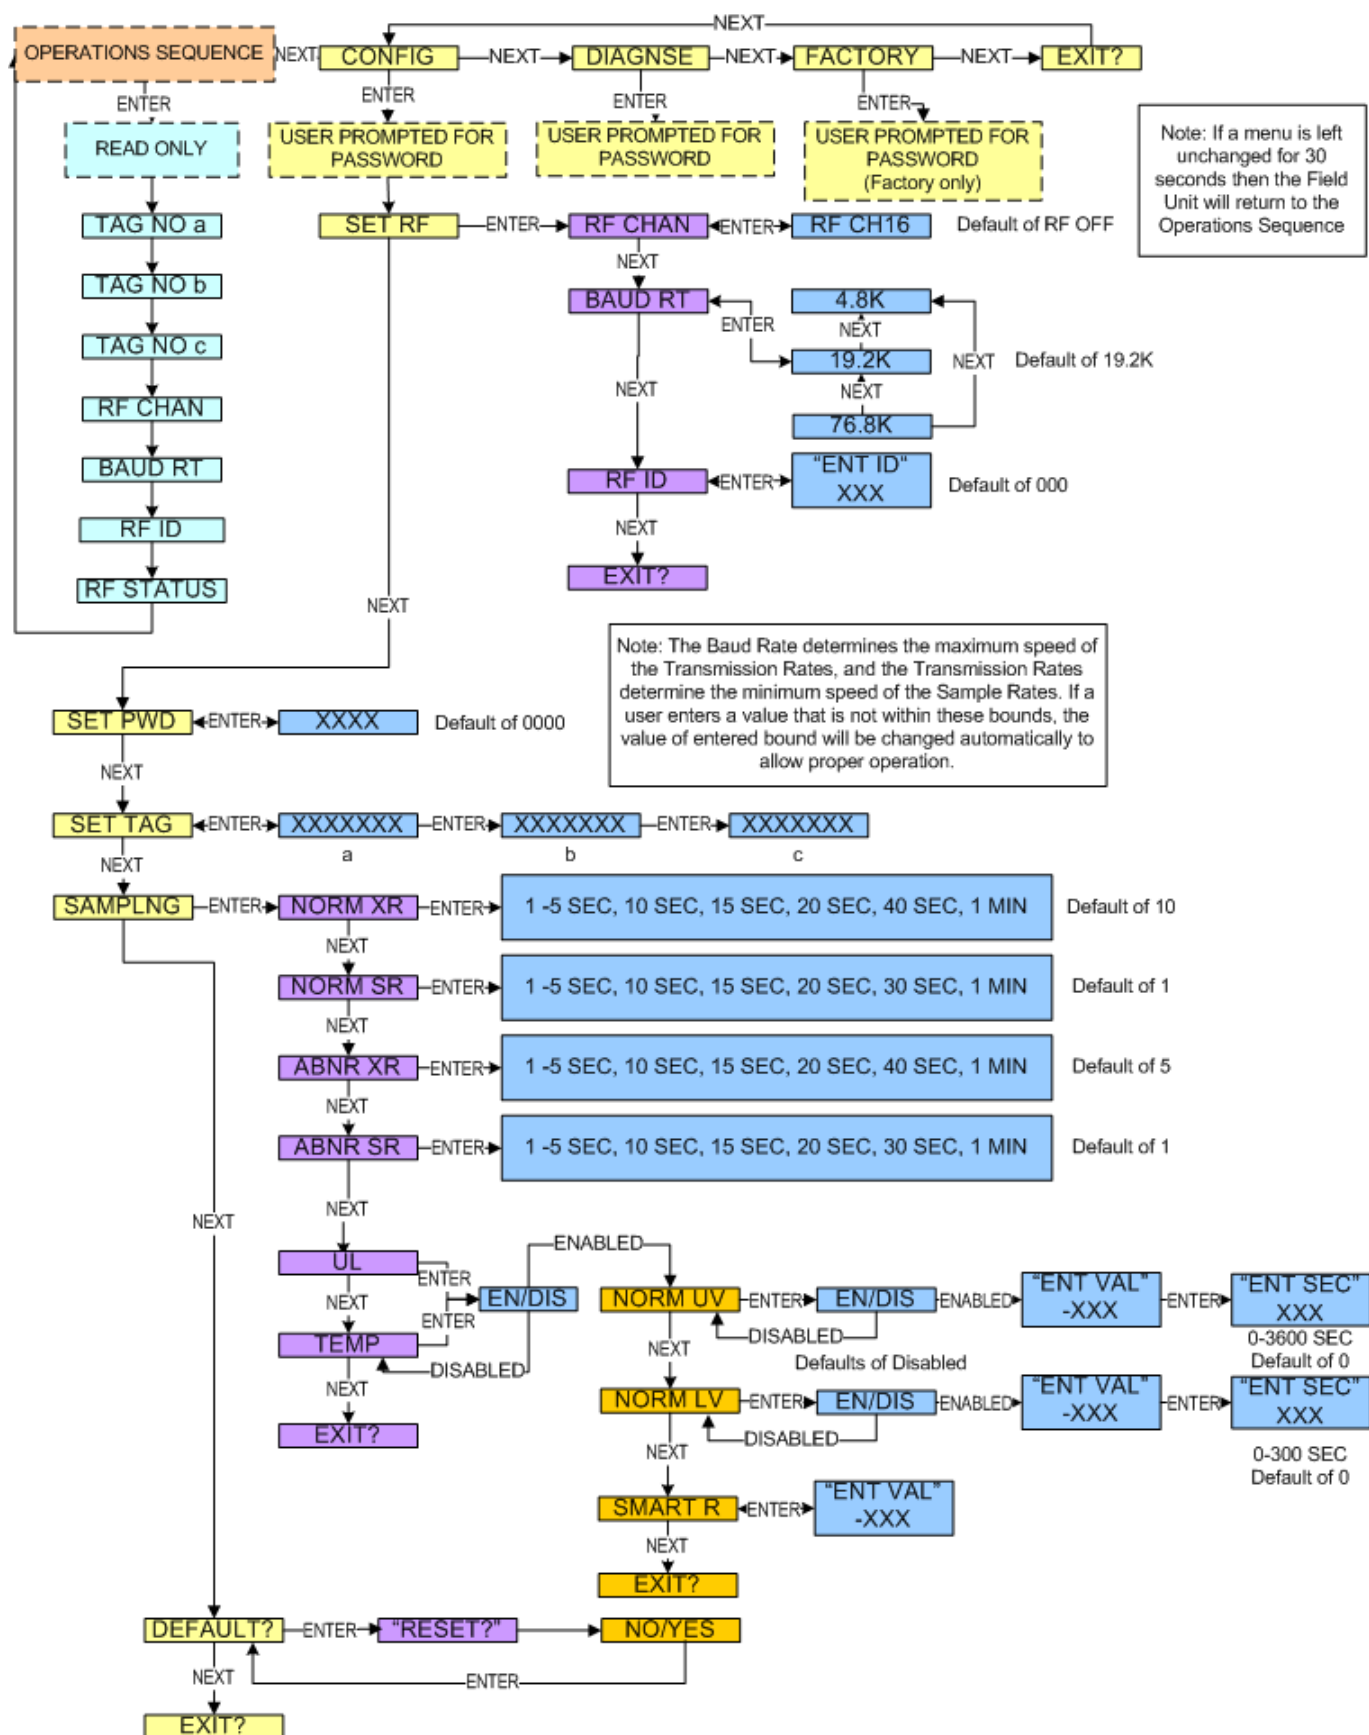 NEXT
OPERATIONS SEQUENCE
NEXT
CONFIG
NEXT
DIAGNSE
NEXT
FACTORY
NEXT
EXIT?
ENTER
ENTER
ENTER
ENTER
READ ONLY
USER PROMPTED FOR
PASSWORD
USER PROMPTED FOR
PASSWORD
USER PROMPTED FOR
PASSWORD
(Factory only)
Note: If a menu is left
unchanged for 30
seconds then the Field
Unit will return to the
Operations Sequence
TAG NO a
TAG NO b
TAG NO c
RF CHAN
BAUD RT
RF ID
RF STATUS
SET RF
ENTER
RF CHAN
ENTER
RF CH16
Default of RF OFF
NEXT
BAUD RT
ENTER
4.8K
NEXT
19.2K
NEXT
76.8K
NEXT
Default of 19.2K
NEXT
RF ID
ENTER
"ENT ID"
XXX
Default of 000
NEXT
EXIT?
NEXT
Note: The Baud Rate determines the maximum speed of
the Transmission Rates, and the Transmission Rates
determine the minimum speed of the Sample Rates. If a
user enters a value that is not within these bounds, the
value of entered bound will be changed automatically to
allow proper operation.
SET PWD
ENTER
XXXX
Default of 0000
NEXT
SET TAG
ENTER
XXXXXXX
ENTER
XXXXXXX
ENTER
XXXXXXX
a
b
c
NEXT
SAMPLNG
ENTER
NORM XR
ENTER
1 -5 SEC, 10 SEC, 15 SEC, 20 SEC, 40 SEC, 1 MIN
Default of 10
NEXT
NORM SR
ENTER
1 -5 SEC, 10 SEC, 15 SEC, 20 SEC, 30 SEC, 1 MIN
Default of 1
NEXT
ABNR XR
ENTER
1 -5 SEC, 10 SEC, 15 SEC, 20 SEC, 40 SEC, 1 MIN
Default of 5
NEXT
ABNR SR
ENTER
1 -5 SEC, 10 SEC, 15 SEC, 20 SEC, 30 SEC, 1 MIN
Default of 1
NEXT
NEXT
UL
ENTER
NEXT
ENTER
TEMP
EN/DIS
ENABLED
DISABLED
NEXT
EXIT?
NORM UV
ENTER
EN/DIS
ENABLED
"ENT VAL"
-XXX
ENTER
"ENT SEC"
XXX
DISABLED
0-3600 SEC
Default of 0
NEXT
Defaults of Disabled
NORM LV
ENTER
EN/DIS
ENABLED
"ENT VAL"
-XXX
ENTER
"ENT SEC"
XXX
DISABLED
0-300 SEC
Default of 0
NEXT
SMART R
ENTER
"ENT VAL"
-XXX
NEXT
EXIT?
DEFAULT?
ENTER
"RESET?"
NO/YES
ENTER
NEXT
EXIT?